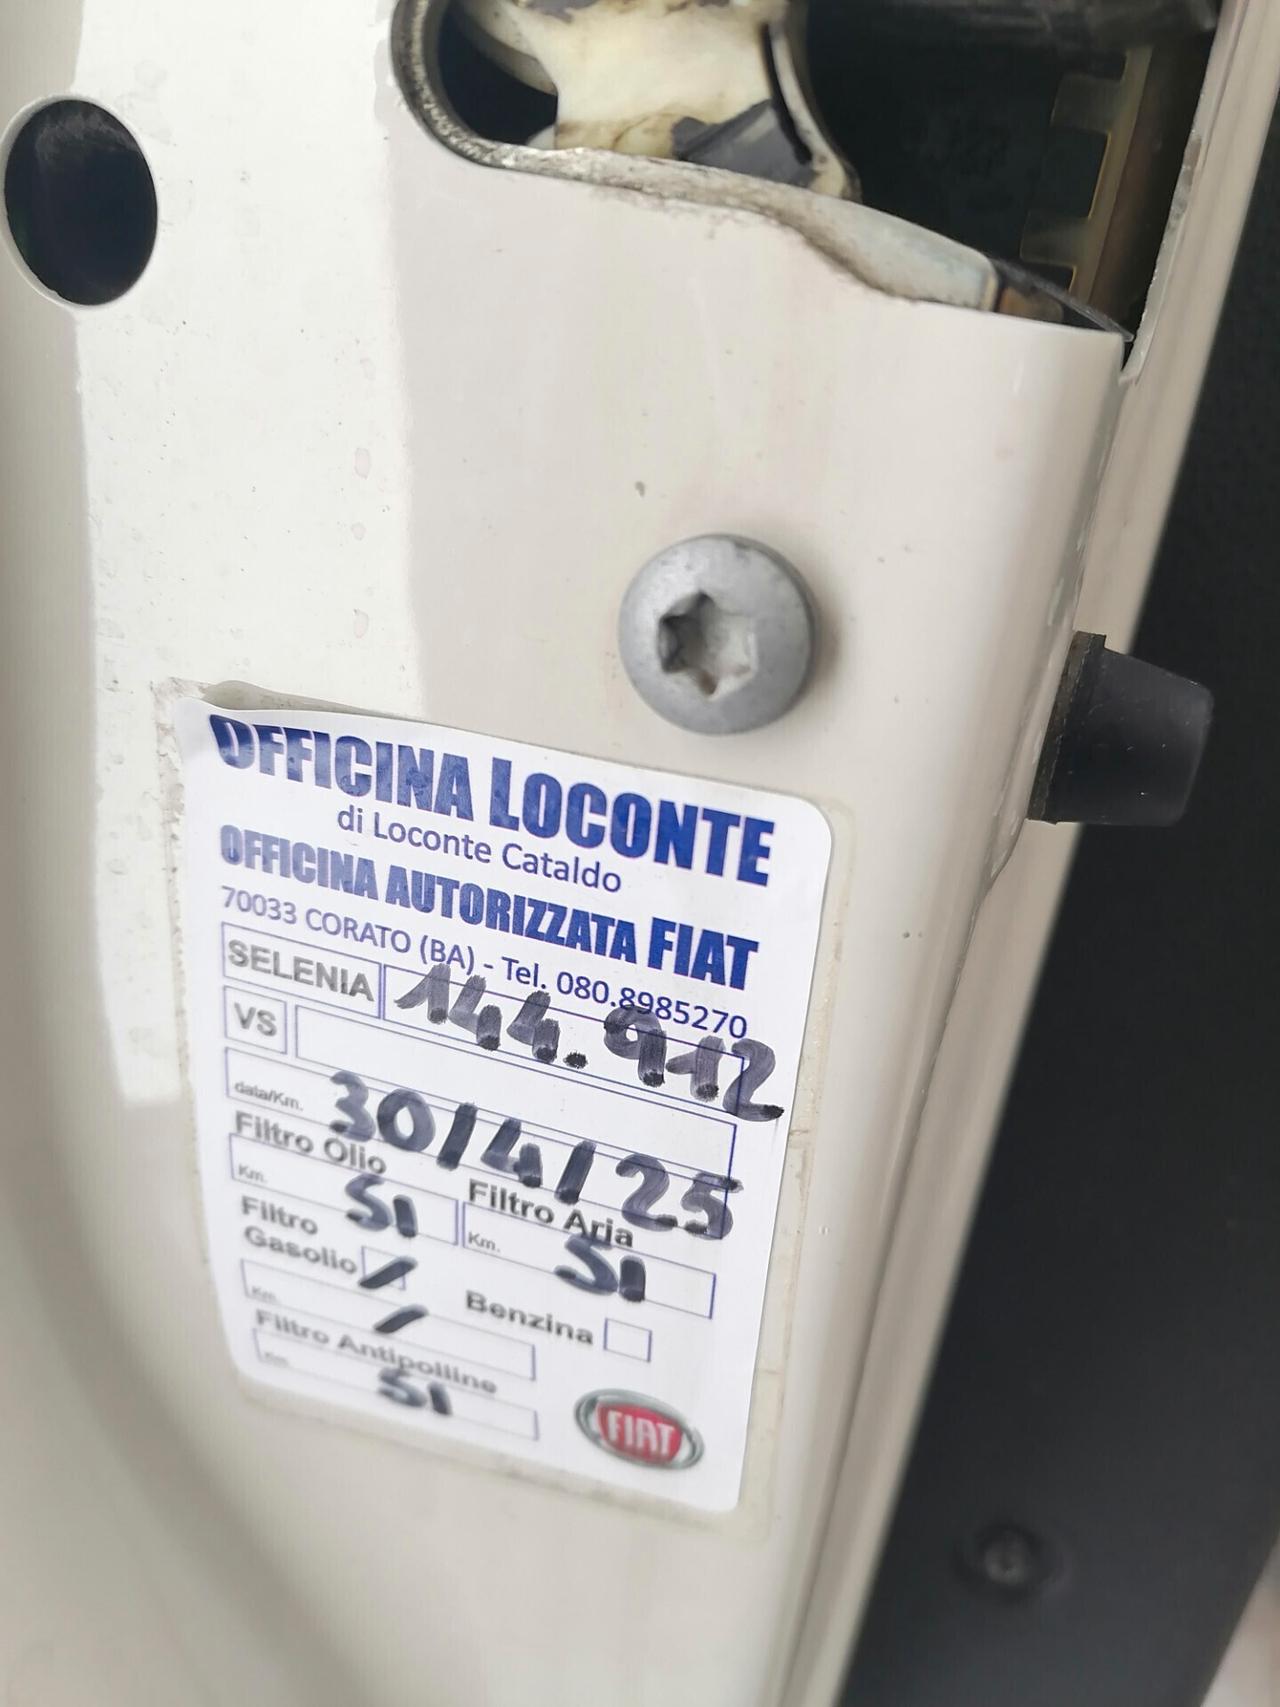 OFFICINA LOCONTE
di Loconte Cataldo
OFFICINA AUTORIZZATA FIAT
70033 CORATO (BA) - Tel. 080.8985270
SELENIA 144.912
VS
data/Km. 30/4/25
Filtro Olio Filtro Aria
Km. SI Km. SI
Filtro
Gasolio / Benzina
Km. /
Filtro Antipolline
Km. SI
FIAT